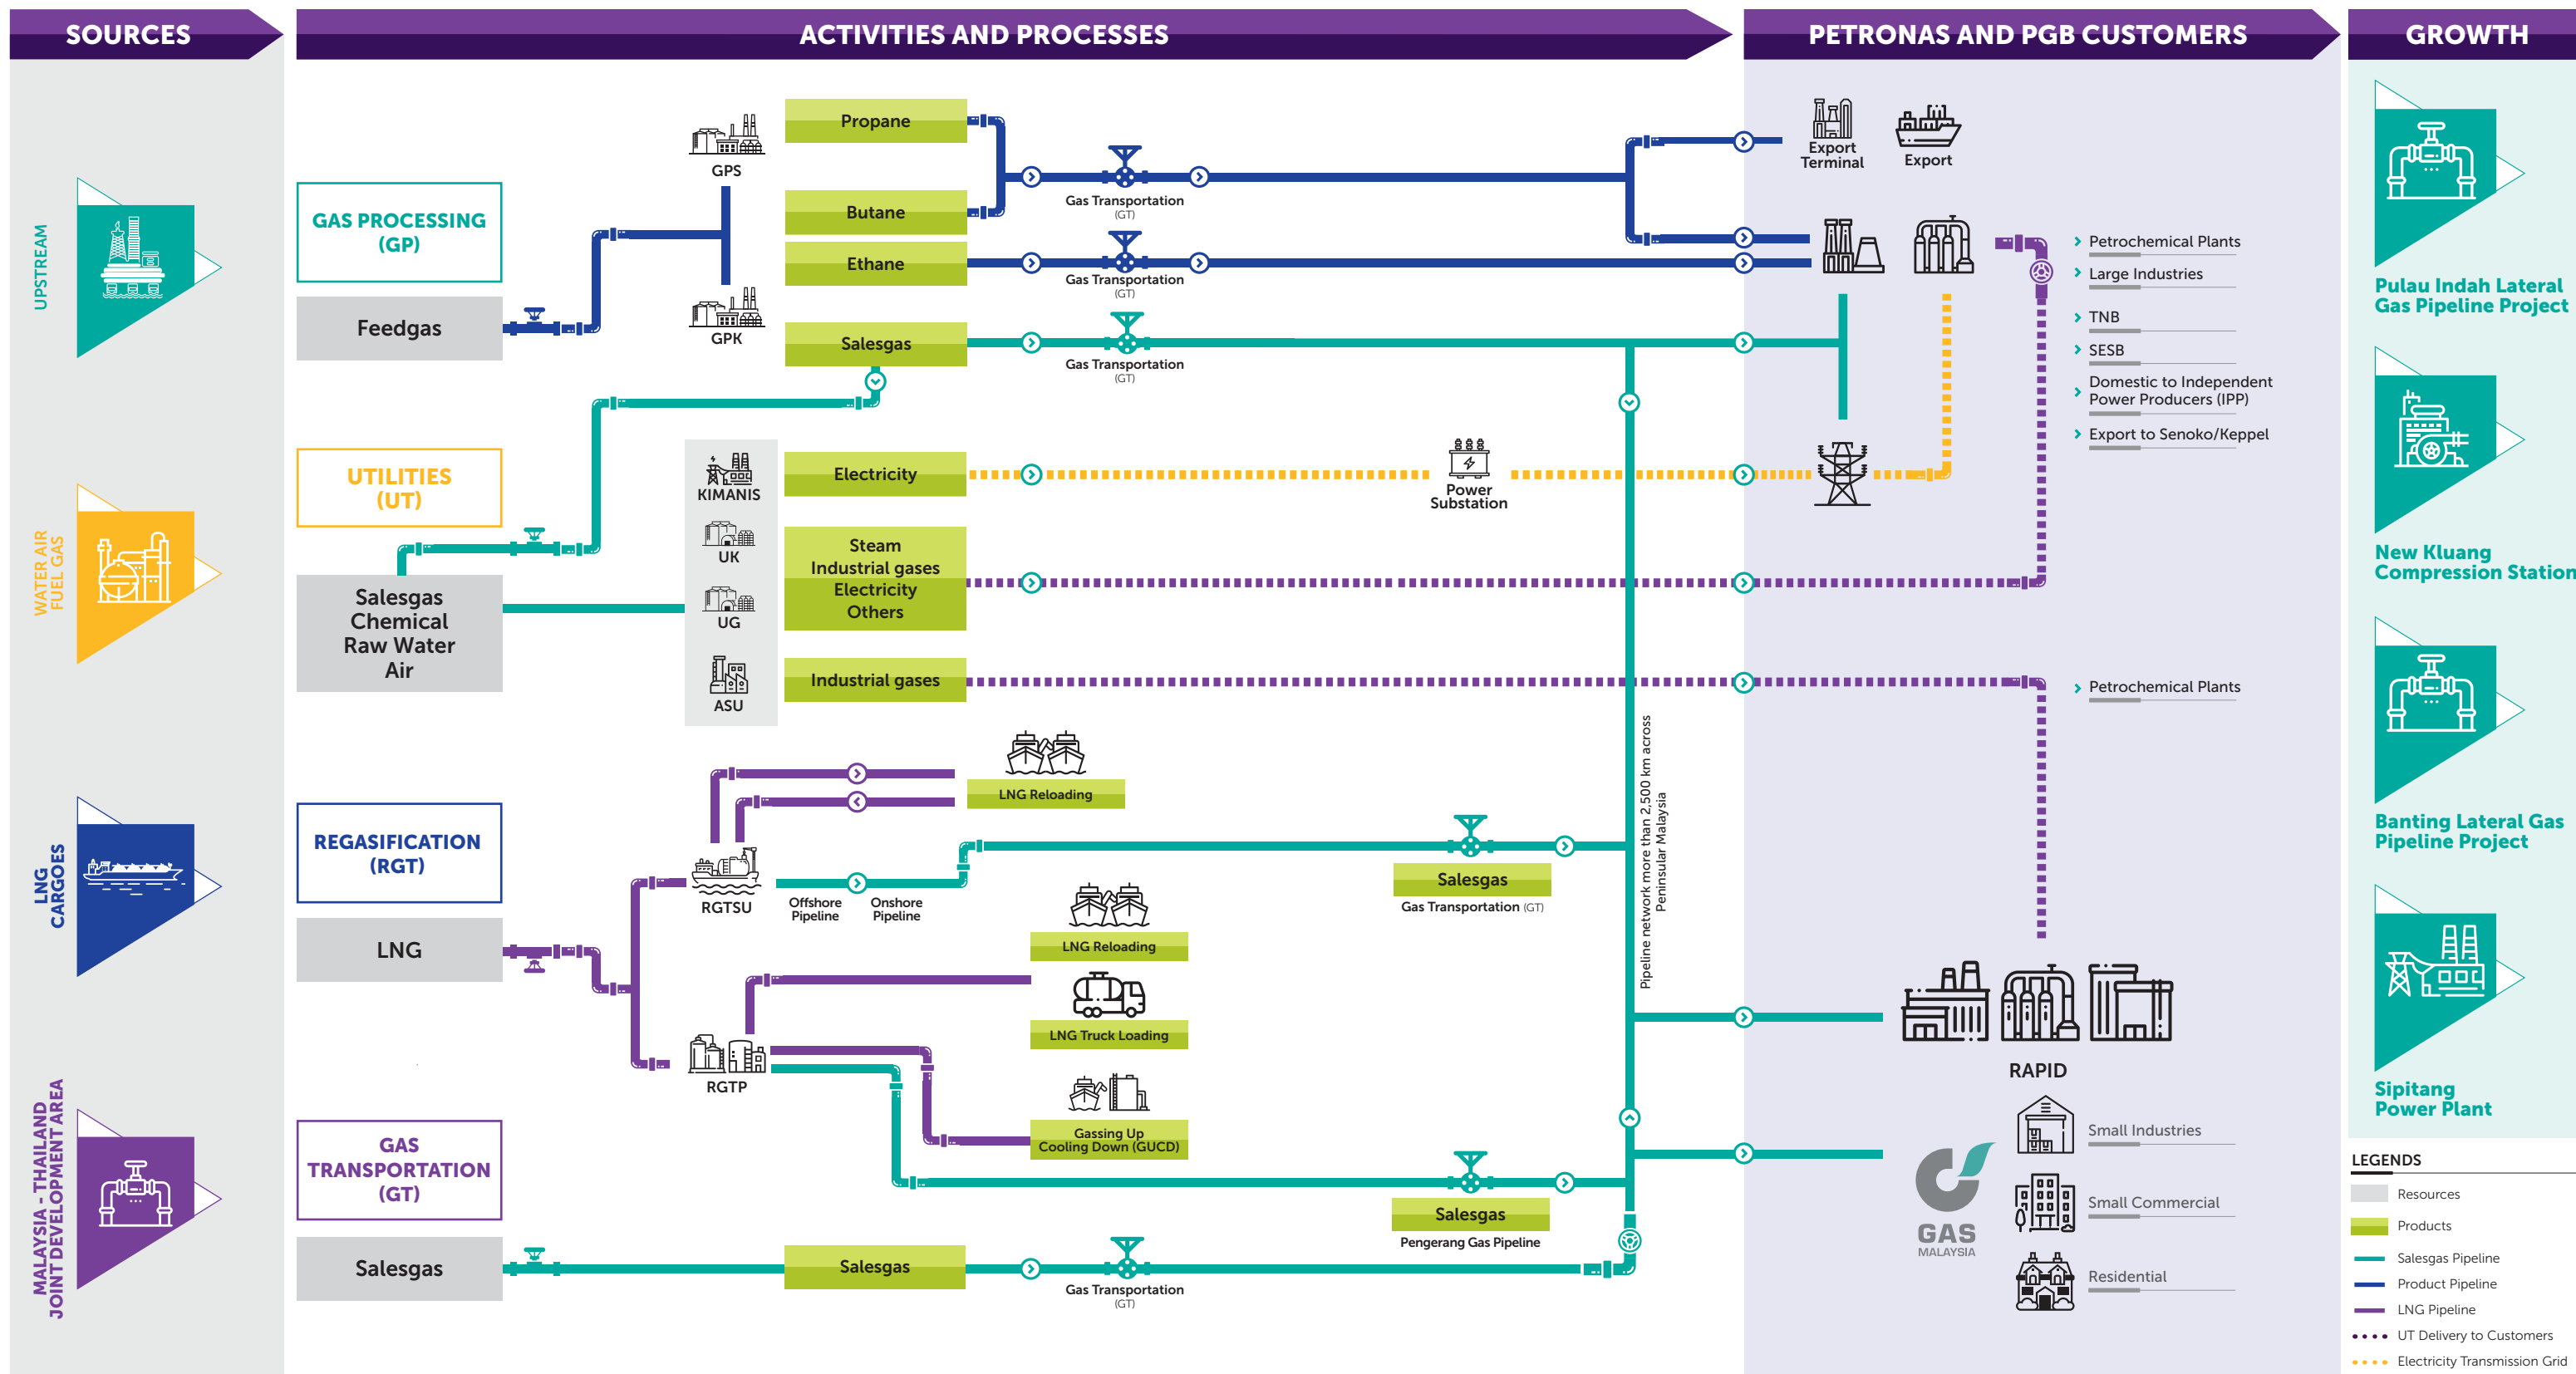 SOURCES
ACTIVITIES AND PROCESSES
PETRONAS AND PGB CUSTOMERS
GROWTH
UPSTREAM
WATER AIR
FUEL GAS
LNG
CARGOES
MALAYSIA - THAILAND
JOINT DEVELOPMENT AREA
GAS PROCESSING
(GP)
Feedgas
GPS
GPK
Propane
Butane
Ethane
Salesgas
Gas Transportation
(GT)
Gas Transportation
(GT)
Gas Transportation
(GT)
UTILITIES
(UT)
Salesgas
Chemical
Raw Water
Air
KIMANIS
UK
UG
ASU
Electricity
Steam
Industrial gases
Electricity
Others
Industrial gases
Power
Substation
REGASIFICATION
(RGT)
LNG
RGTSU
RGTP
Offshore
Pipeline
Onshore
Pipeline
LNG Reloading
LNG Reloading
LNG Truck Loading
Gassing Up
Cooling Down (GUCD)
Salesgas
Gas Transportation (GT)
Salesgas
Pengerang Gas Pipeline
Pipeline network more than 2,500 km across
Peninsular Malaysia
GAS
TRANSPORTATION
(GT)
Salesgas
Salesgas
Gas Transportation
(GT)
Export
Terminal
Export
Petrochemical Plants
Large Industries
TNB
SESB
Domestic to Independent
Power Producers (IPP)
Export to Senoko/Keppel
Petrochemical Plants
RAPID
GAS
MALAYSIA
Small Industries
Small Commercial
Residential
Pulau Indah Lateral
Gas Pipeline Project
New Kluang
Compression Station
Banting Lateral Gas
Pipeline Project
Sipitang
Power Plant
LEGENDS
Resources
Products
Salesgas Pipeline
Product Pipeline
LNG Pipeline
UT Delivery to Customers
Electricity Transmission Grid